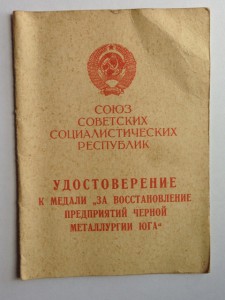 СОЮЗ
СОВЕТСКИХ
СОЦИАЛИСТИЧЕСКИХ
РЕСПУБЛИК
УДОСТОВЕРЕНИЕ
К МЕДАЛИ „ЗА ВОССТАНОВЛЕНИЕ
ПРЕДПРИЯТИЙ ЧЕРНОЙ
МЕТАЛЛУРГИИ ЮГА“